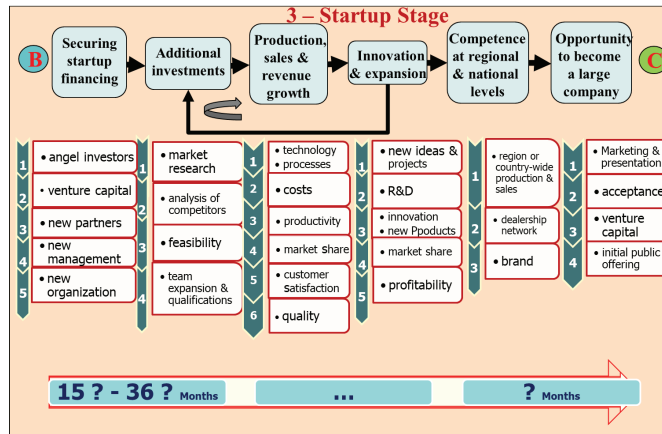 3 – Startup Stage
B
Securing
startup
financing
Additional
investments
Production,
sales &
revenue
growth
Innovation
& expansion
Competence
at regional
& national
levels
Opportunity
to become
a large
company
C
1
• angel investors
2
• venture capital
3
• new partners
4
• new
management
5
• new
organization
1
• market
research
2
• analysis of
competitors
3
• feasibility
4
• team
expansion &
qualifications
1
• technology
• processes
2
• costs
3
• productivity
4
• market share
5
• customer
satisfaction
6
• quality
1
• new ideas &
projects
2
• R&D
3
• innovation
• new Ppoducts
4
• market share
5
• profitability
1
• region or
country-wide
production &
sales
2
• dealership
network
3
• brand
1
• Marketing &
presentation
2
• acceptance
3
• venture
capital
4
• initial public
offering
15 ? - 36 ? Months
...
? Months